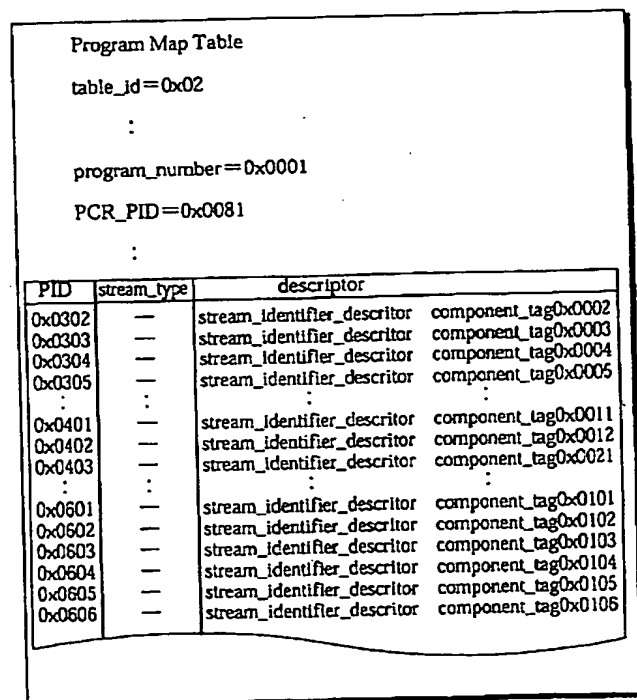 Program Map Table
table_id=0x02
:
program_number=0x0001
PCR_PID=0x0081
:
PID stream_type descriptor
0x0302 — stream_identifier_descritor component_tag0x0002
0x0303 — stream_identifier_descritor component_tag0x0003
0x0304 — stream_identifier_descritor component_tag0x0004
0x0305 — stream_identifier_descritor component_tag0x0005
: : : :
0x0401 — stream_identifier_descritor component_tag0x0011
0x0402 — stream_identifier_descritor component_tag0x0012
0x0403 — stream_identifier_descritor component_tag0x0021
: : : :
0x0601 — stream_identifier_descritor component_tag0x0101
0x0602 — stream_identifier_descritor component_tag0x0102
0x0603 — stream_identifier_descritor component_tag0x0103
0x0604 — stream_identifier_descritor component_tag0x0104
0x0605 — stream_identifier_descritor component_tag0x0105
0x0606 — stream_identifier_descritor component_tag0x0106